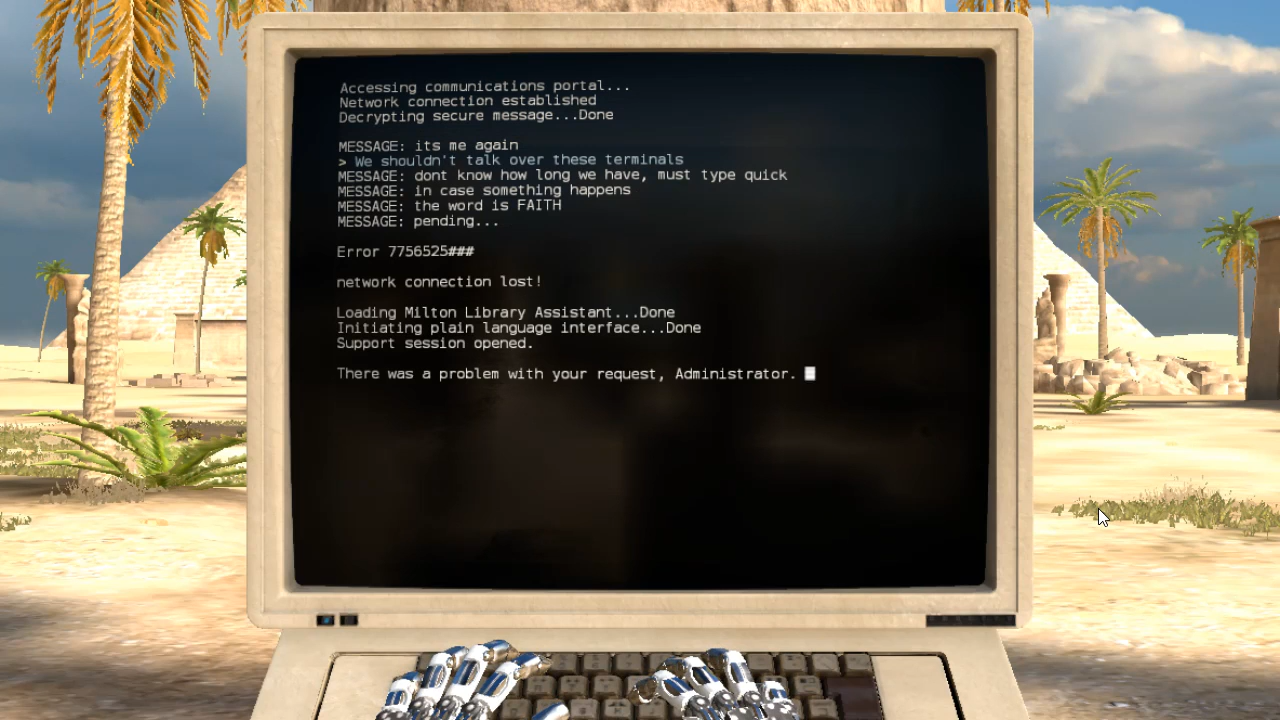 Accessing communications portal...
Network connection established
Decrypting secure message...Done
MESSAGE: its me again
> We shouldn't talk over these terminals
MESSAGE: dont know how long we have, must type quick
MESSAGE: in case something happens
MESSAGE: the word is FAITH
MESSAGE: pending...
Error 7756525###
network connection lost!
Loading Milton Library Assistant...Done
Initiating plain language interface...Done
Support session opened.
There was a problem with your request, Administrator.